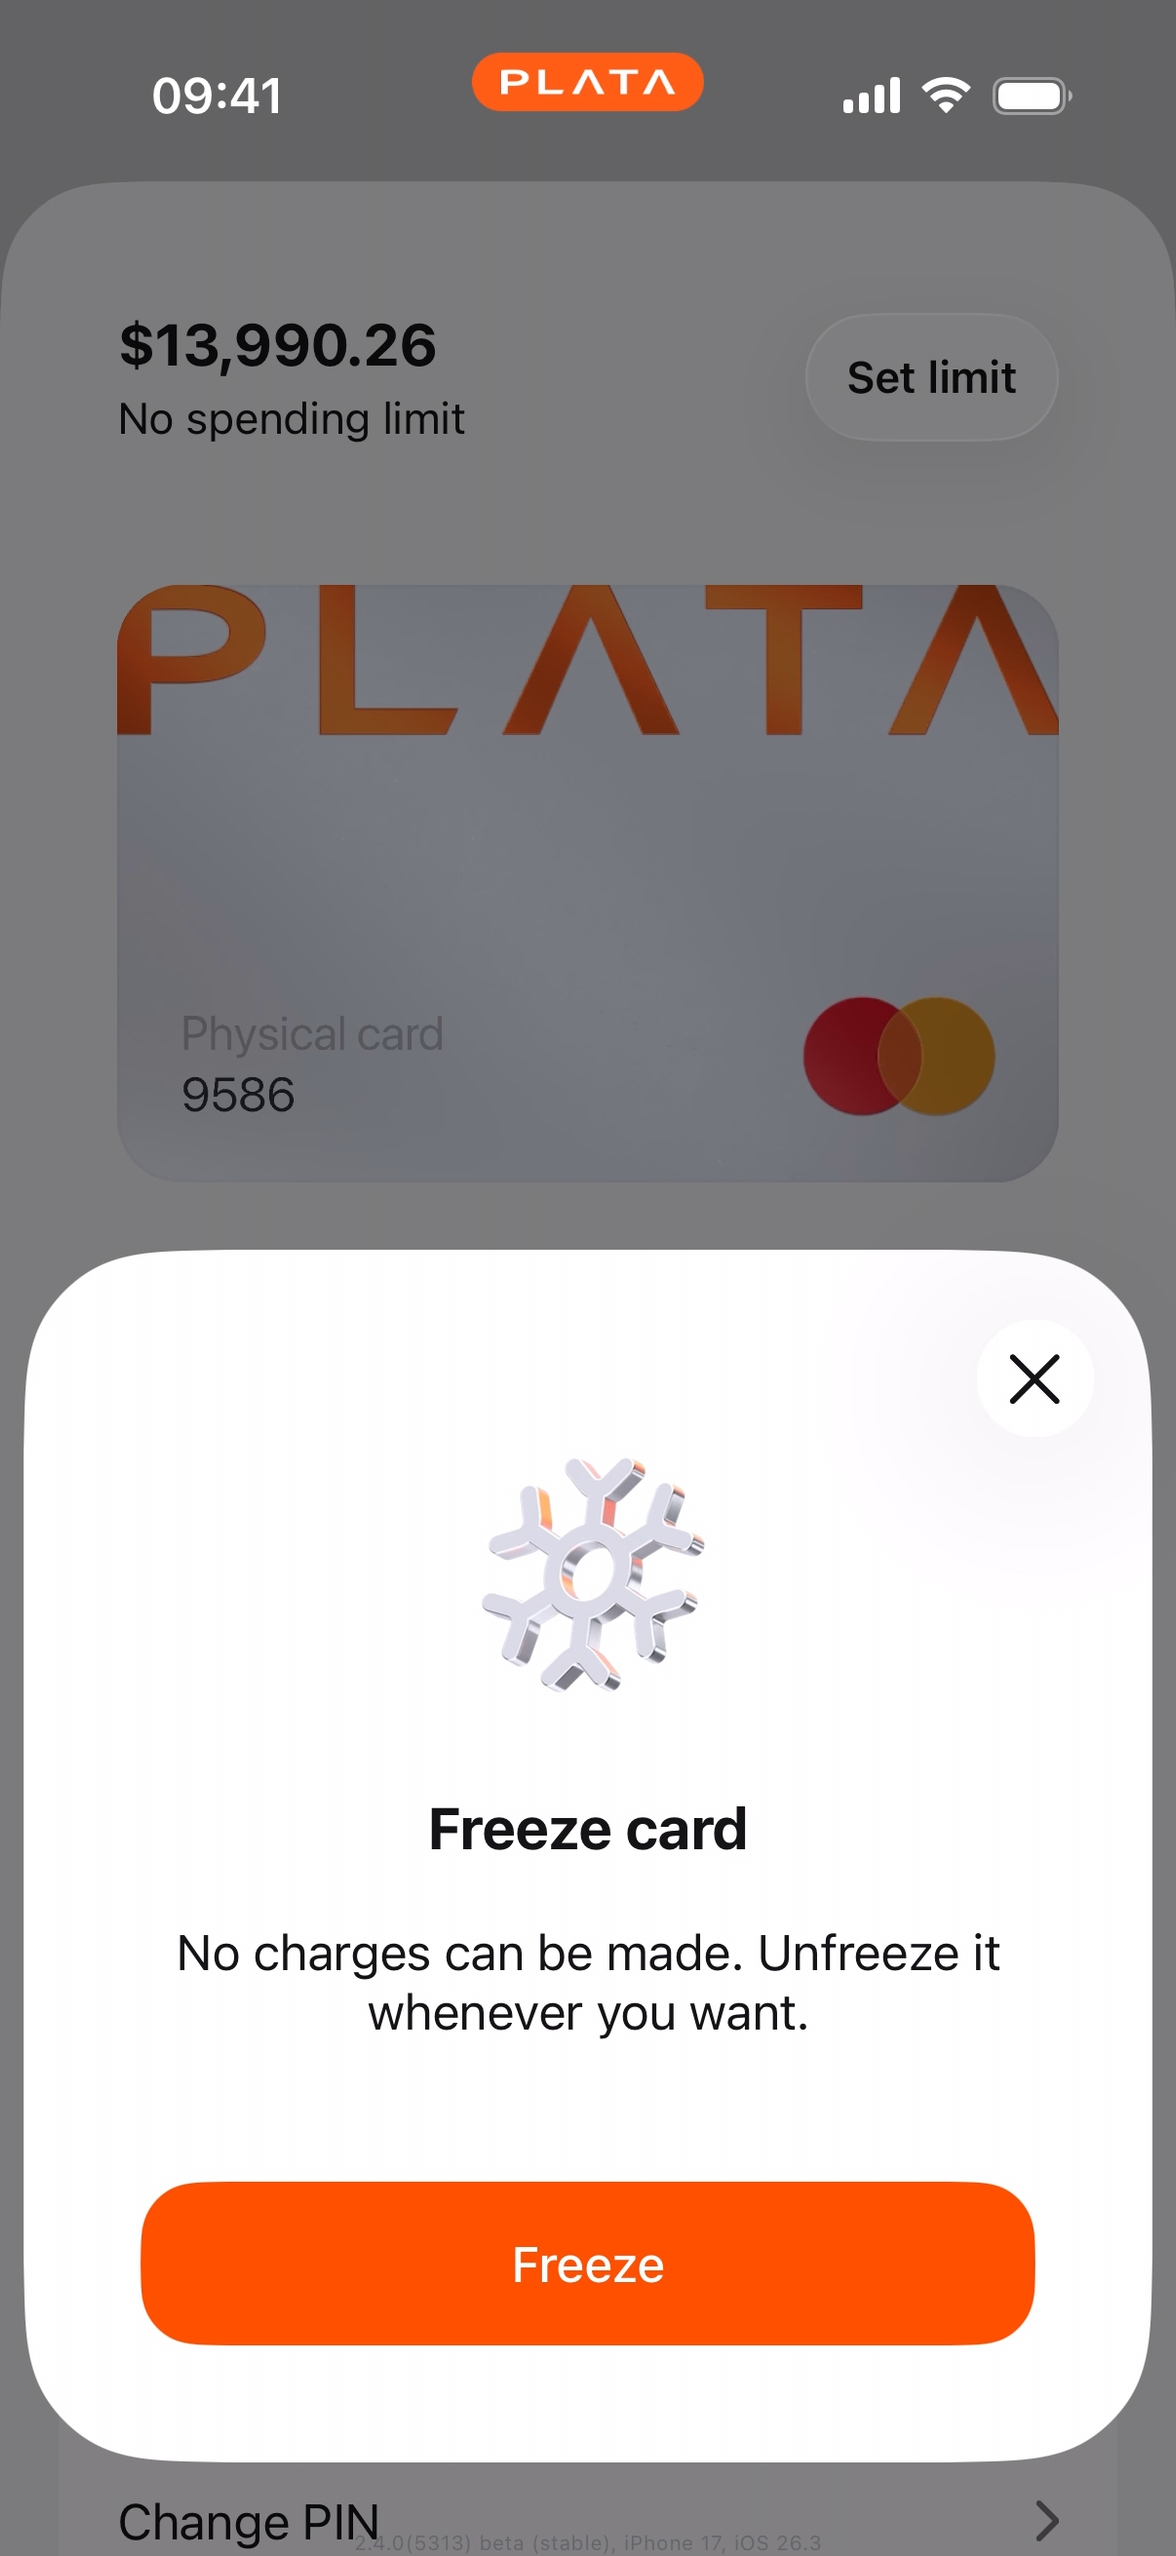 09:41
PLATA
$13,990.26
No spending limit
Set limit
PLATA
Physical card
9586
Freeze card
No charges can be made. Unfreeze it
whenever you want.
Freeze
Change PIN
2.4.0(5313) beta (stable), iPhone 17, iOS 26.3